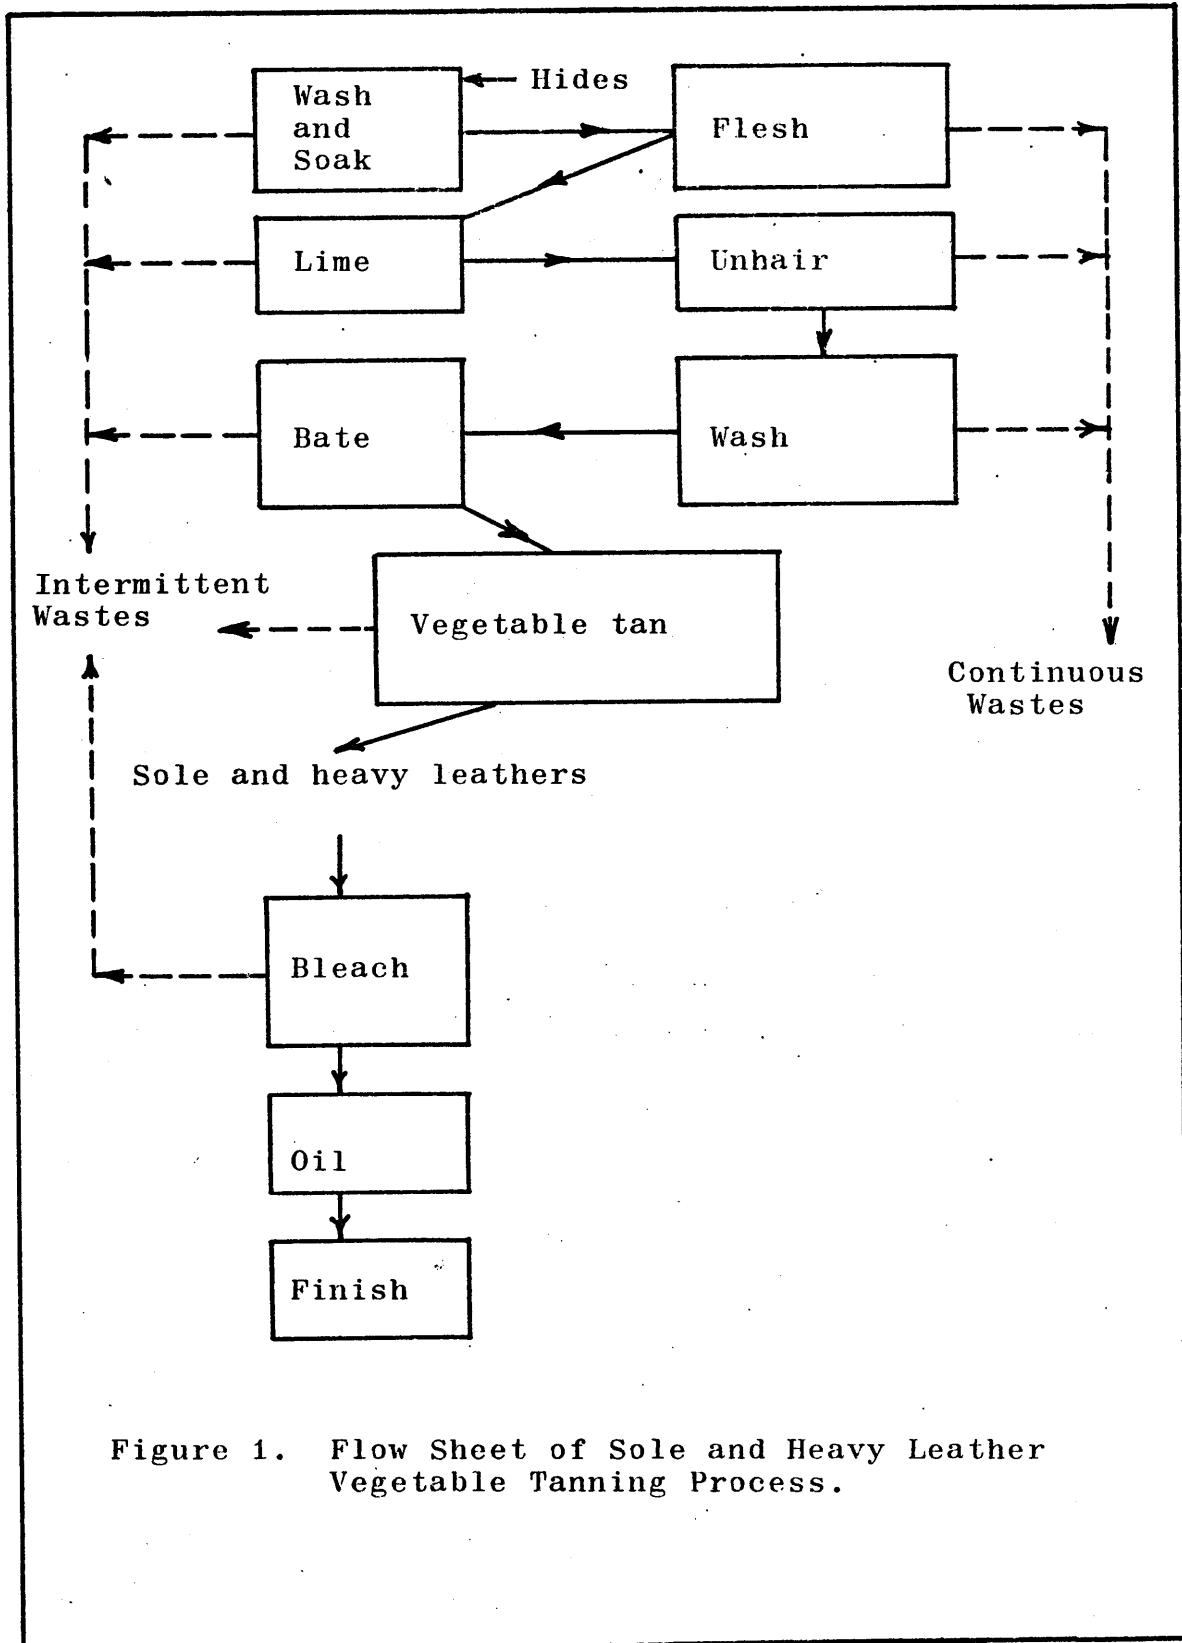 Hides
Wash
and
Soak
Flesh
Lime
Unhair
Bate
Wash
Intermittent
Wastes
Vegetable tan
Continuous
Wastes
Sole and heavy leathers
Bleach
Oil
Finish
Figure 1. Flow Sheet of Sole and Heavy Leather
Vegetable Tanning Process.